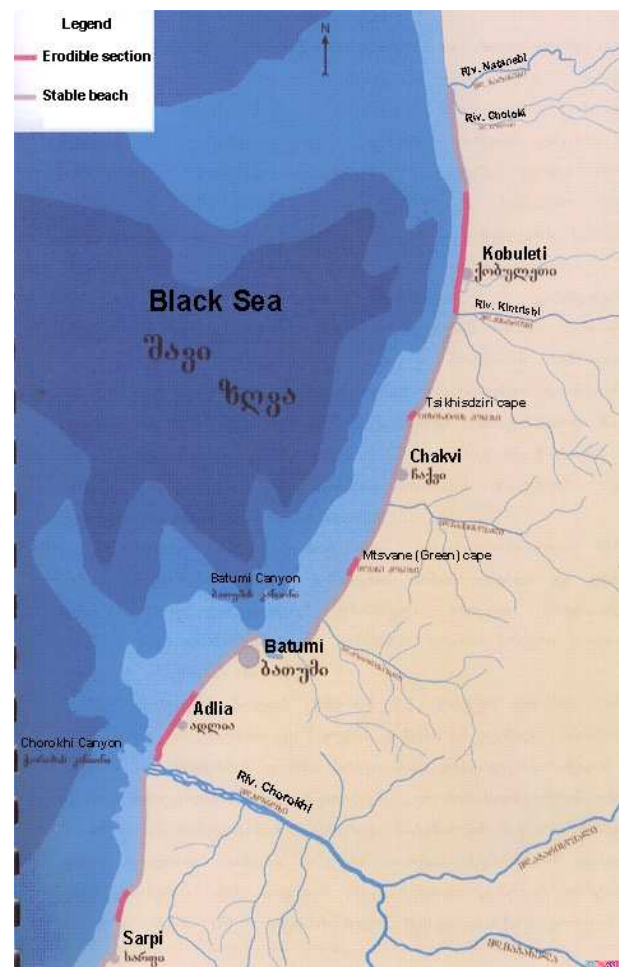 Legend
Erodible section
Stable beach
N
Riv. Natanebi
Riv. Choloki
Kobuleti
ქობულეთი
Riv. Kintrishi
Black Sea
შავი
ზღვა
Tsikhisdziri cape
Chakvi
ჩაქვი
Mtsvane (Green) cape
Batumi Canyon
ბათუმის კანიონი
Batumi
ბათუმი
Adlia
ადლია
Chorokhi Canyon
ჭოროხის კანიონი
Riv. Chorokhi
Sarpi
სარფი